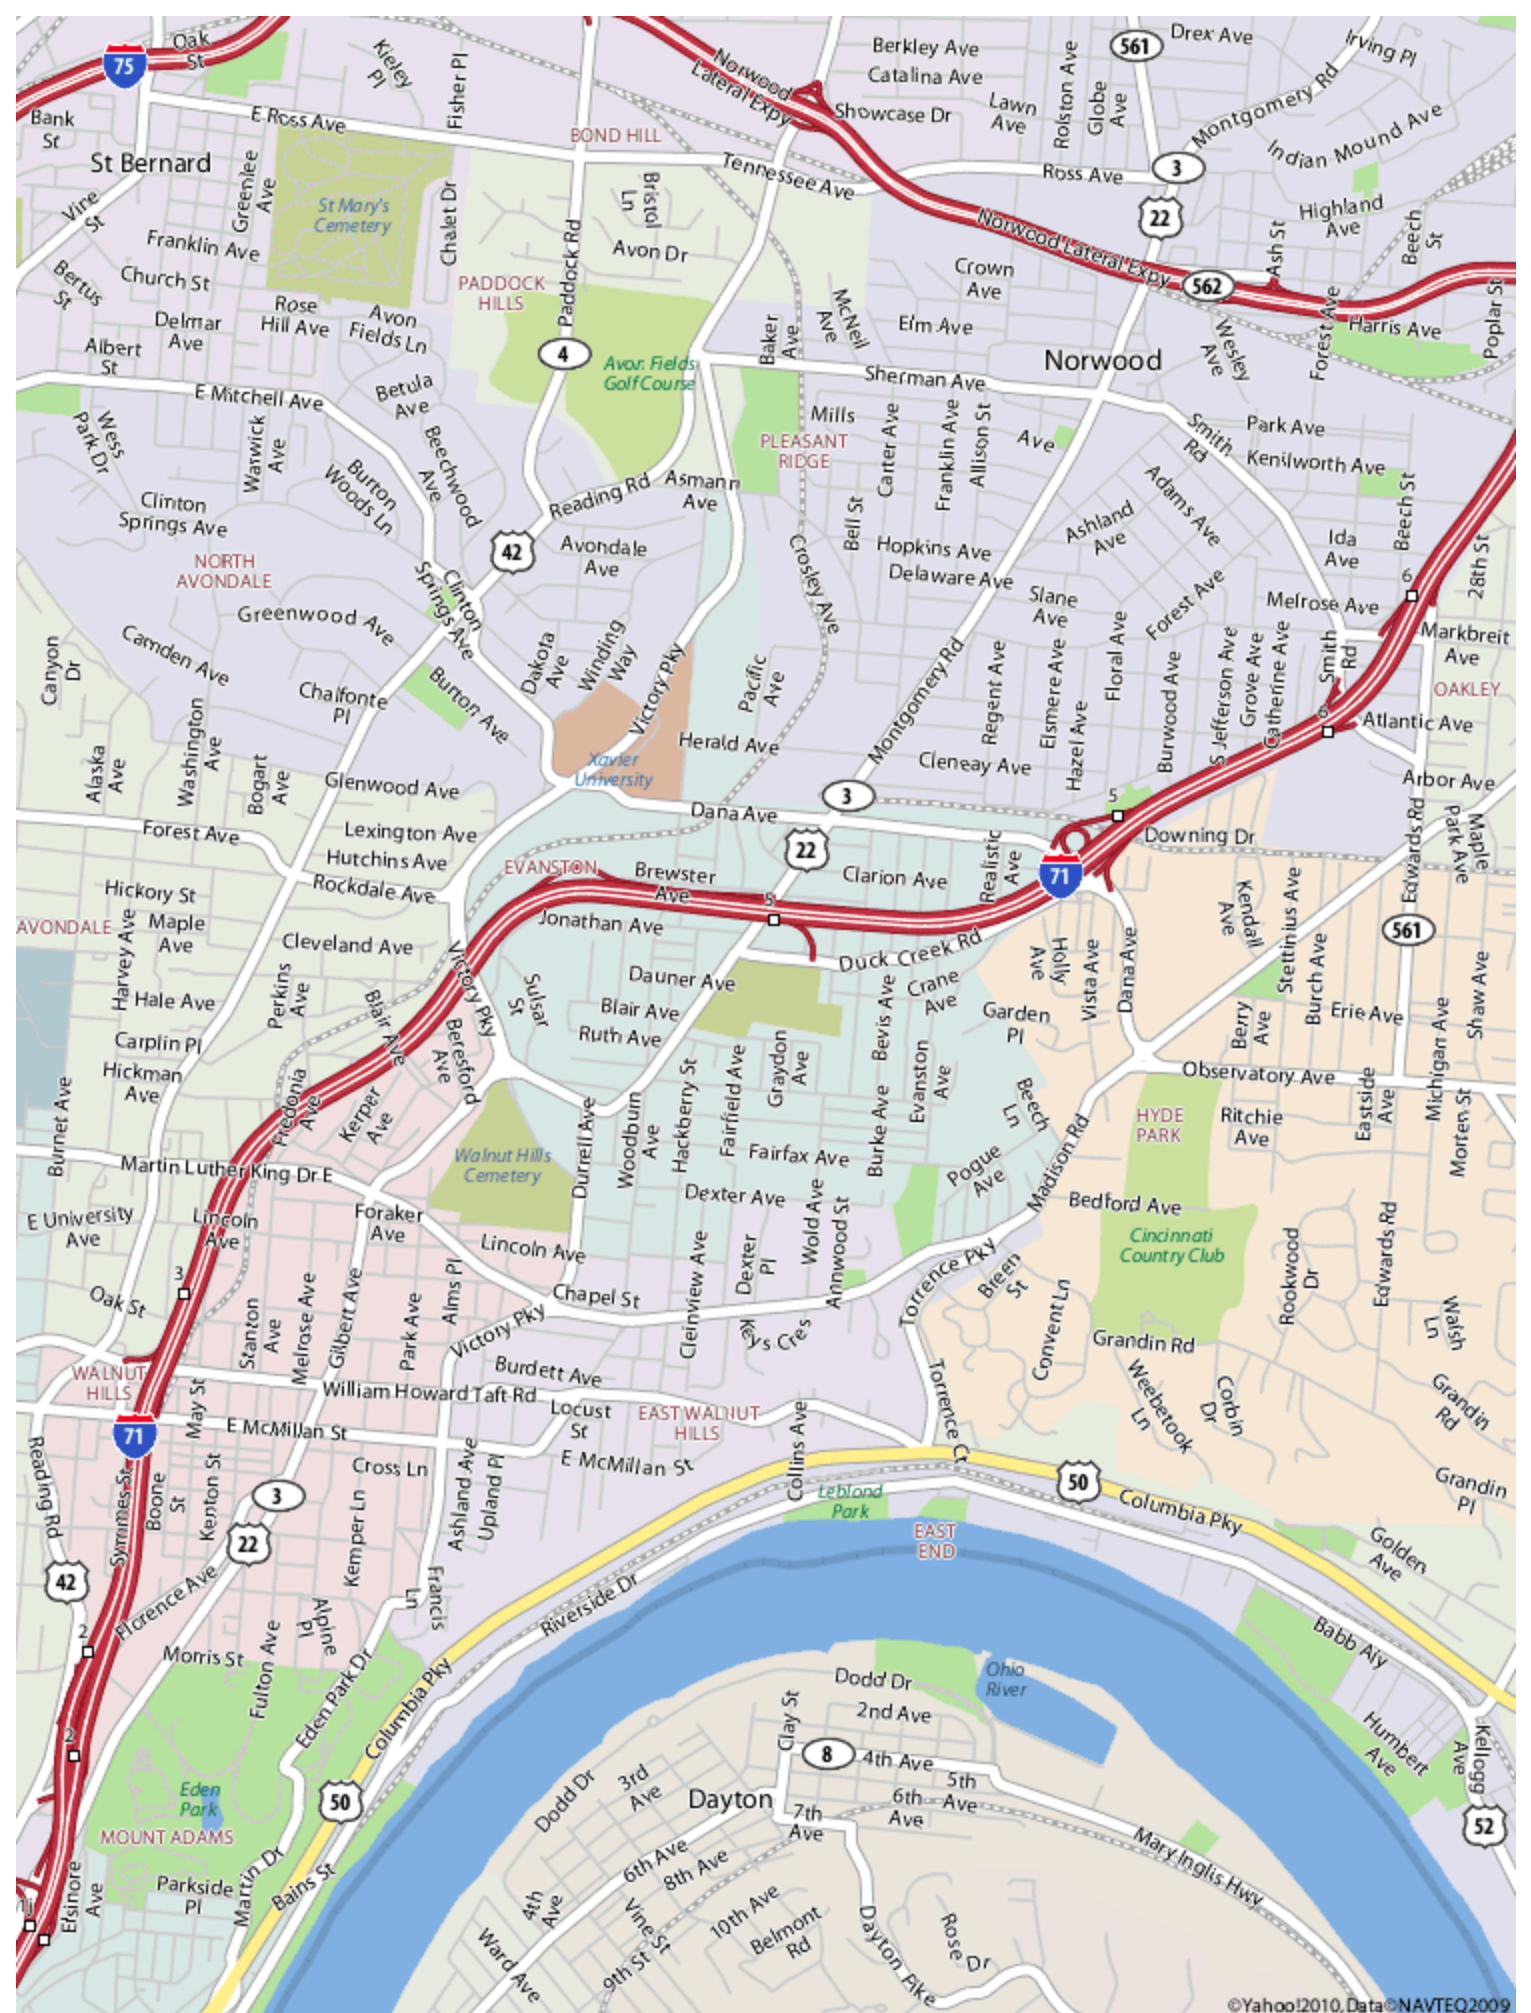 Oak
St
75
Kieley
Pl
Fisher Pl
Norwood
Lateral Expy
Berkley Ave
Catalina Ave
Showcase Dr
Lawn
Ave
Rolston Ave
Globe
Ave
561
Drex Ave
Irving Pl
Montgomery Rd
Indian Mound Ave
Bank
St
E Ross Ave
BOND HILL
St Bernard
Tennessee Ave
Ross Ave
3
22
Vine
St
Greenlee
Ave
St Mary's
Cemetery
Chalet Dr
Bristol
Ln
Avon Dr
Paddock Rd
Norwood Lateral Expy
562
Highland
Ave
Ash St
Beech
St
Franklin Ave
Church St
Bertus
St
PADDOCK
HILLS
Crown
Ave
Rose
Hill Ave
Avon
Fields Ln
Delmar
Ave
Albert
St
4
Avon Fields
Golf Course
Baker
Ave
McNeil
Ave
Elm Ave
Norwood
Wesley
Ave
Forest Ave
Harris Ave
Poplar St
Sherman Ave
E Mitchell Ave
Betula
Ave
Wess
Park Dr
Warwick
Ave
Burton
Woods Ln
Beechwood
Ave
Mills
Ave
PLEASANT
RIDGE
Carter Ave
Franklin Ave
Allison St
Smith
Rd
Park Ave
Kenilworth Ave
Adams Ave
Beech St
Clinton
Springs Ave
Reading Rd
Asmann
Ave
Bell St
Ashland
Ave
Ida
Ave
28th St
42
Avondale
Ave
Crosley Ave
Hopkins Ave
Delaware Ave
NORTH
AVONDALE
Clinton
Springs Ave
Slane
Ave
Forest Ave
Melrose Ave
6
Markbreit
Ave
Greenwood Ave
Camden Ave
Canyon
Dr
Dakota
Ave
Winding
Way
Victory Pky
Pacific
Ave
Montgomery Rd
Regent Ave
Elsmere Ave
Floral Ave
Hazel Ave
Burwood Ave
S Jefferson Ave
Grove Ave
Catherine Ave
Smith
Rd
OAKLEY
Chalfonte
Pl
Burton Ave
6
Atlantic Ave
Washington
Ave
Alaska
Ave
Bogart
Ave
Herald Ave
Xavier
University
Cleneay Ave
Glenwood Ave
Arbor Ave
3
5
Forest Ave
Dana Ave
Lexington Ave
Hutchins Ave
Downing Dr
Edwards Rd
Maple
Park Ave
22
Realistic
Ave
71
EVANSTON
Brewster
Ave
Clarion Ave
Rockdale Ave
Hickory St
5
Kendall
Ave
Stettinius Ave
561
AVONDALE
Harvey Ave
Maple
Ave
Cleveland Ave
Jonathan Ave
Duck Creek Rd
Victory Pky
Holly
Ave
Vista Ave
Dana Ave
Burch Ave
Shaw Ave
Hale Ave
Perkins
Ave
Blair Ave
Sulsar
St
Dauner Ave
Blair Ave
Ruth Ave
Bevis Ave
Crane
Ave
Garden
Pl
Berry
Ave
Erie Ave
Michigan Ave
Carplin Pl
Hickman
Ave
Beresford
Ave
Graydon
Ave
Evanston
Ave
Beech
Ln
Observatory Ave
Burnet Ave
Fredonia
Ave
Kerper
Ave
Durrell Ave
Woodburn
Ave
Hackberry St
Fairfield Ave
Burke Ave
Madison Rd
HYDE
PARK
Ritchie
Ave
Eastside
Ave
Morten St
Martin Luther King Dr E
Walnut Hills
Cemetery
Fairfax Ave
Pogue
Ave
Dexter Ave
Bedford Ave
E University
Ave
Lincoln
Ave
Foraker
Ave
Lincoln Ave
Cleinview Ave
Dexter
Pl
Wold Ave
Annwood St
Torrence Pky
Breen
St
Cincinnati
Country Club
Rookwood
Dr
Edwards Rd
3
Oak St
Stanton
Ave
Melrose Ave
Gilbert Ave
Park Ave
Alms Pl
Chapel St
Victory Pky
Keys Cres
Convent Ln
Grandin Rd
Walsh
Ln
WALNUT
HILLS
Burdett Ave
William Howard Taft Rd
Torrence Ct
Weebetook
Ln
Corbin
Dr
Grandin
Rd
May St
E McMillan St
Locust
St
EAST WALNUT
HILLS
71
Reading Rd
Symmes St
Boone
St
Kenton St
Cross Ln
Ashland Ave
Upland Pl
E McMillan St
Collins Ave
Leblond
Park
50
Columbia Pky
Grandin
Pl
3
22
Kemper Ln
EAST
END
Golden
Ave
42
Florence Ave
Francis
Ln
Riverside Dr
Babb Aly
2
Morris St
Fulton Ave
Alpine
Pl
Eden Park Dr
Columbia Pky
Dodd Dr
2nd Ave
Ohio
River
Humbert
Ave
Kellogg
Ave
2
Clay St
8
4th Ave
5th
Ave
Eden
Park
50
3rd
Ave
Dodd Dr
Dayton
6th
Ave
7th
Ave
52
MOUNT ADAMS
Mary Inglis Hwy
6th Ave
8th Ave
Martin Dr
Bains St
Parkside
Pl
Elsinore
Ave
4th
Ave
Vine St
10th Ave
Belmont
Rd
Dayton Pike
Rose
Dr
Ward Ave
9th St
©Yahoo!2010, Data©NAVTEQ2009